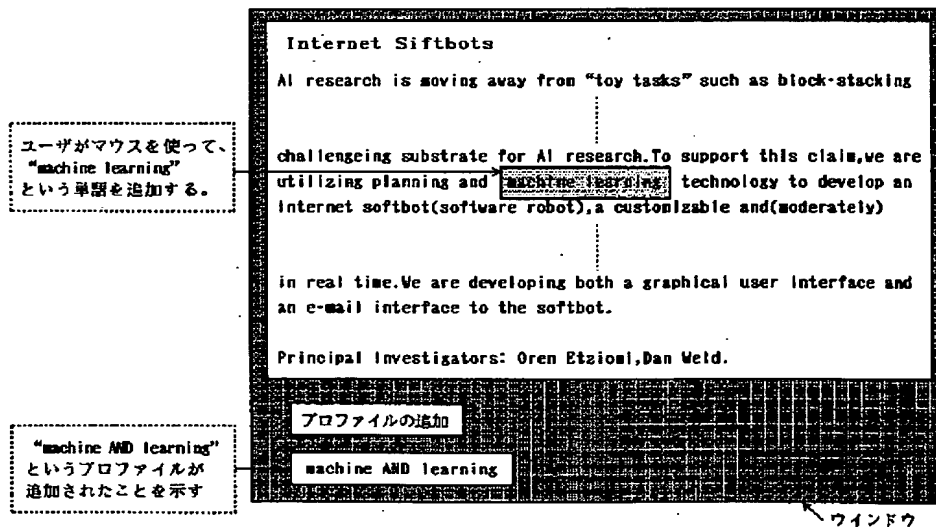 Internet Siftbots
AI research is moving away from “toy tasks” such as block-stacking
ユーザがマウスを使って、
“machine learning”
という単語を追加する。
challengeing substrate for AI research.To support this claim,we are
utilizing planning and machine learning technology to develop an
internet softbot(software robot),a customizable and(moderately)
in real time.We are developing both a graphical user interface and
an e-mail interface to the softbot.
Principal Investigators: Oren Etziomi,Dan Weld.
プロファイルの追加
“machine AND learning”
というプロファイルが
追加されたことを示す
machine AND learning
ウインドウ